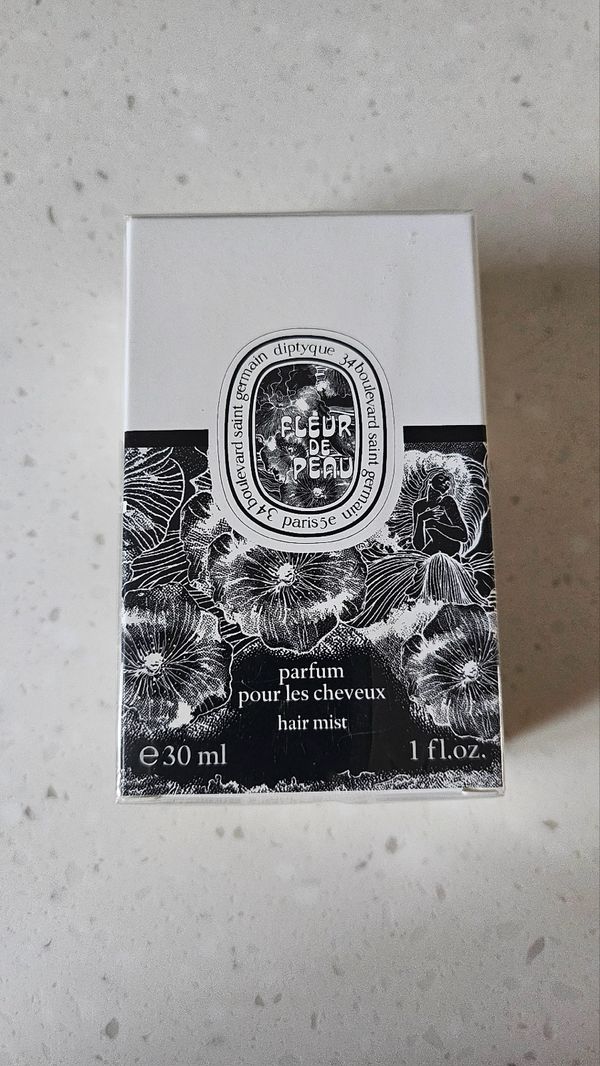 diptyque 34 boulevard saint germain paris 5e 34 boulevard saint germain
FLEUR
DE
PEAU
parfum
pour les cheveux
hair mist
℮ 30 ml
1 fl.oz.